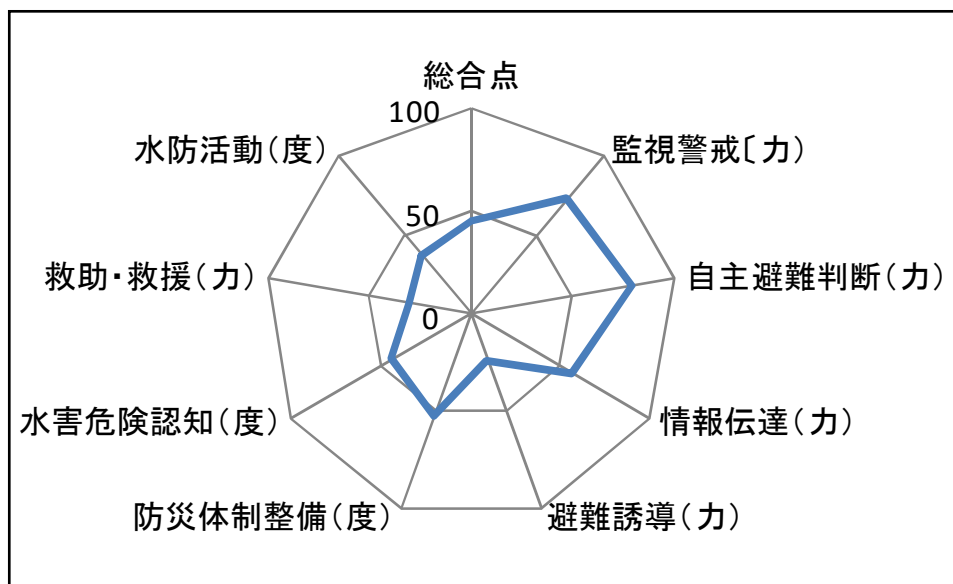 総合点
100
水防活動(度)
監視警戒〔力)
50
救助・救援(力)
自主避難判断(力)
0
水害危険認知(度)
情報伝達(力)
防災体制整備(度)
避難誘導(力)